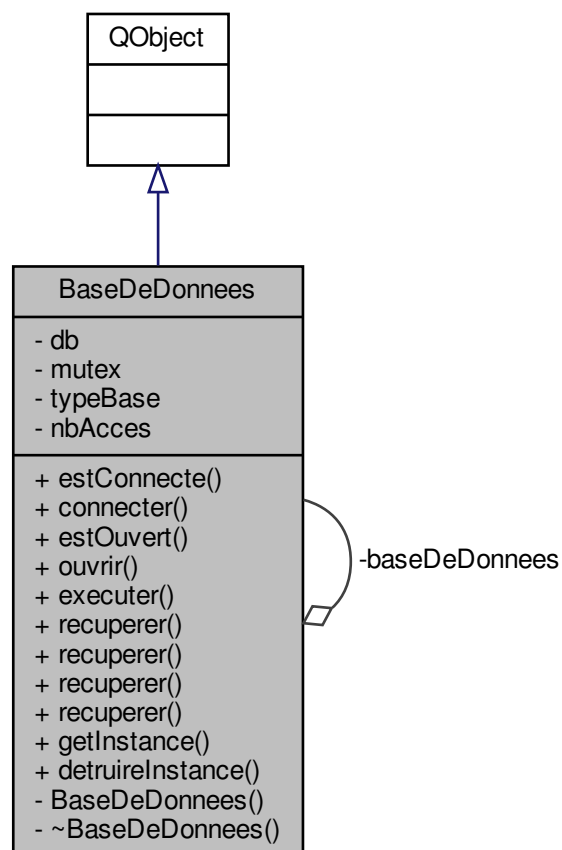 QObject
BaseDeDonnees
- db
- mutex
- typeBase
- nbAcces
+ estConnecte()
+ connecter()
+ estOuvert()
+ ouvrir()
+ executer()
+ recuperer()
+ recuperer()
+ recuperer()
+ recuperer()
+ getInstance()
+ detruireInstance()
- BaseDeDonnees()
- ~BaseDeDonnees()
-baseDeDonnees